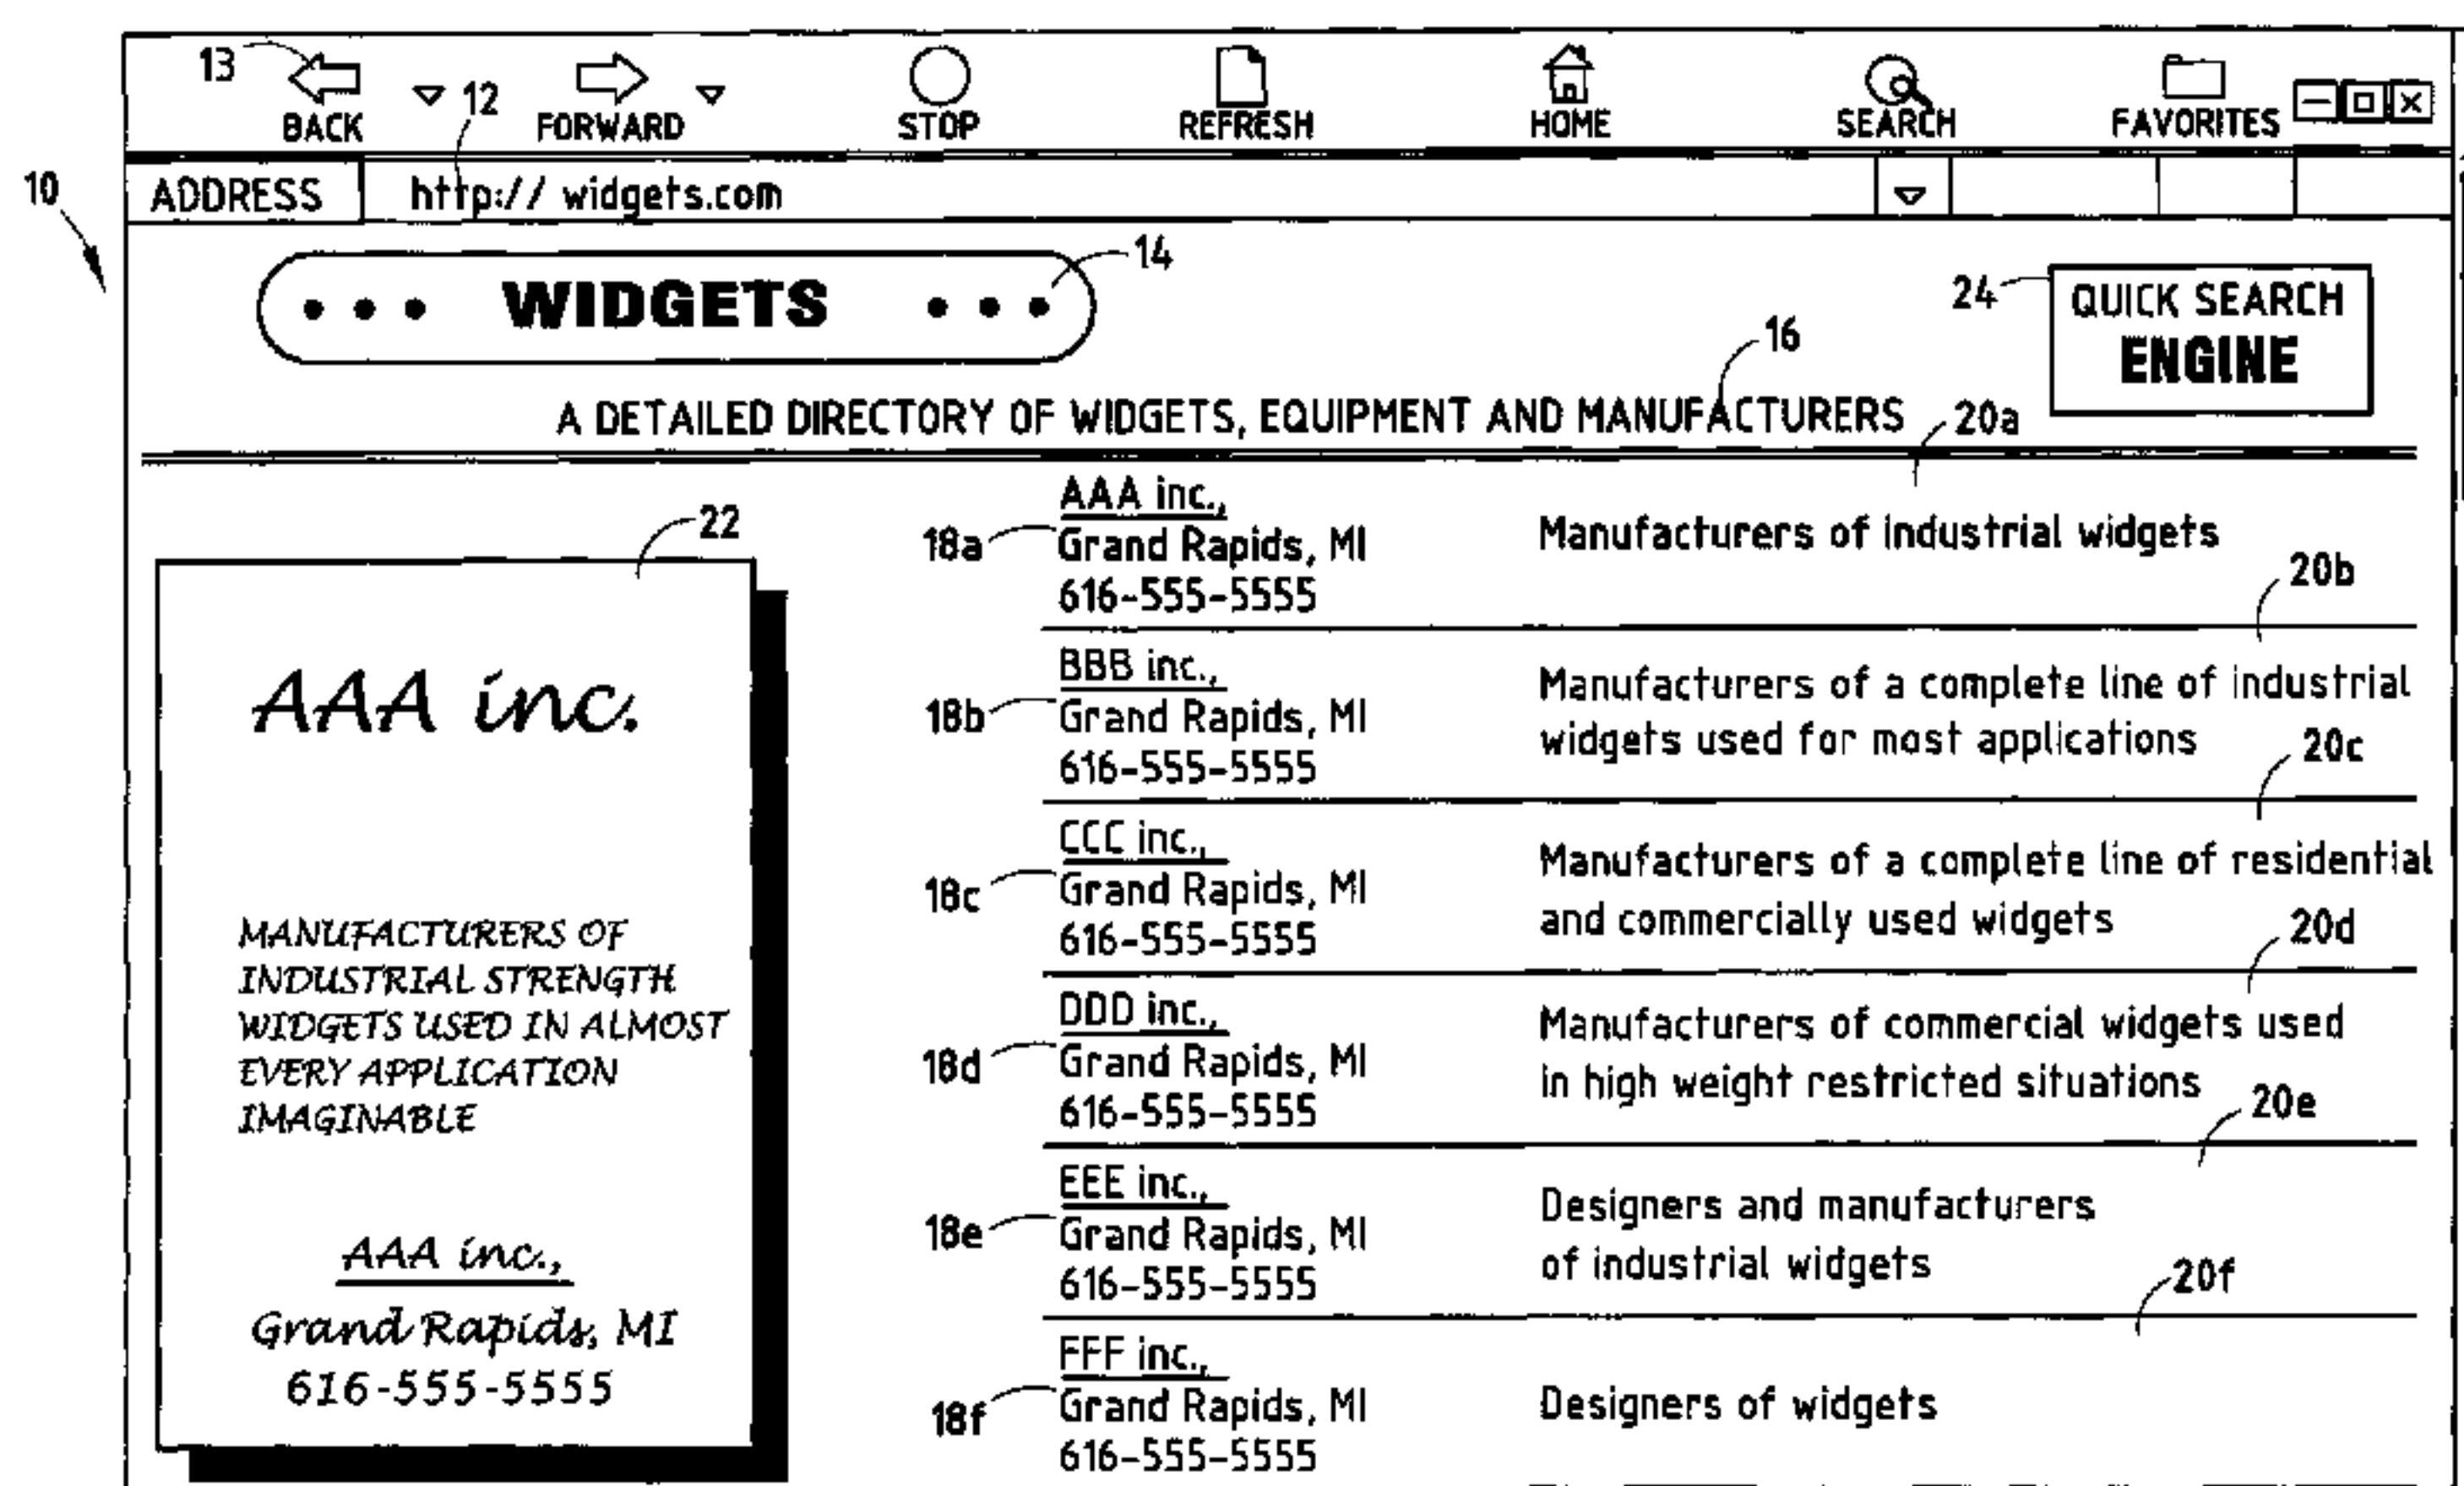 13
BACK
12
FORWARD
STOP
REFRESH
HOME
SEARCH
FAVORITES
10
ADDRESS
http:// widgets.com
WIDGETS
14
24
QUICK SEARCH
ENGINE
16
A DETAILED DIRECTORY OF WIDGETS, EQUIPMENT AND MANUFACTURERS
20a
22
AAA inc.
MANUFACTURERS OF
INDUSTRIAL STRENGTH
WIDGETS USED IN ALMOST
EVERY APPLICATION
IMAGINABLE
AAA inc.,
Grand Rapids, MI
616-555-5555
18a
AAA inc.,
Grand Rapids, MI
616-555-5555
Manufacturers of industrial widgets
20b
18b
BBB inc.,
Grand Rapids, MI
616-555-5555
Manufacturers of a complete line of industrial
widgets used for most applications
20c
18c
CCC inc.,
Grand Rapids, MI
616-555-5555
Manufacturers of a complete line of residential
and commercially used widgets
20d
18d
DDD inc.,
Grand Rapids, MI
616-555-5555
Manufacturers of commercial widgets used
in high weight restricted situations
20e
18e
EEE inc.,
Grand Rapids, MI
616-555-5555
Designers and manufacturers
of industrial widgets
20f
18f
FFF inc.,
Grand Rapids, MI
616-555-5555
Designers of widgets